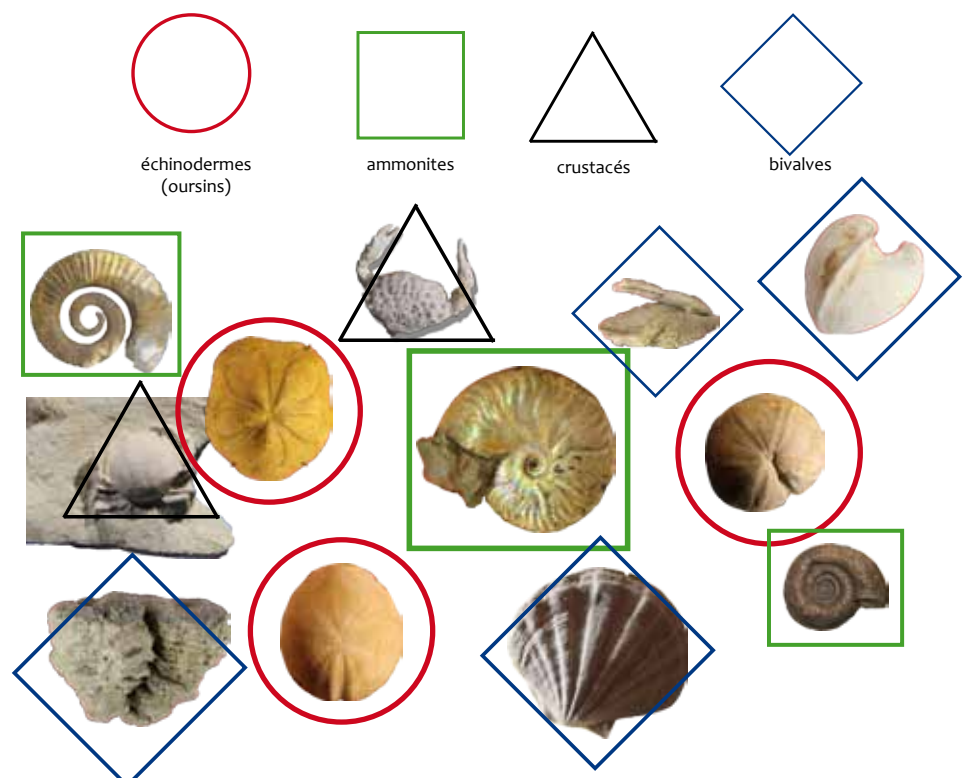 échinodermes
(oursins)
ammonites
crustacés
bivalves